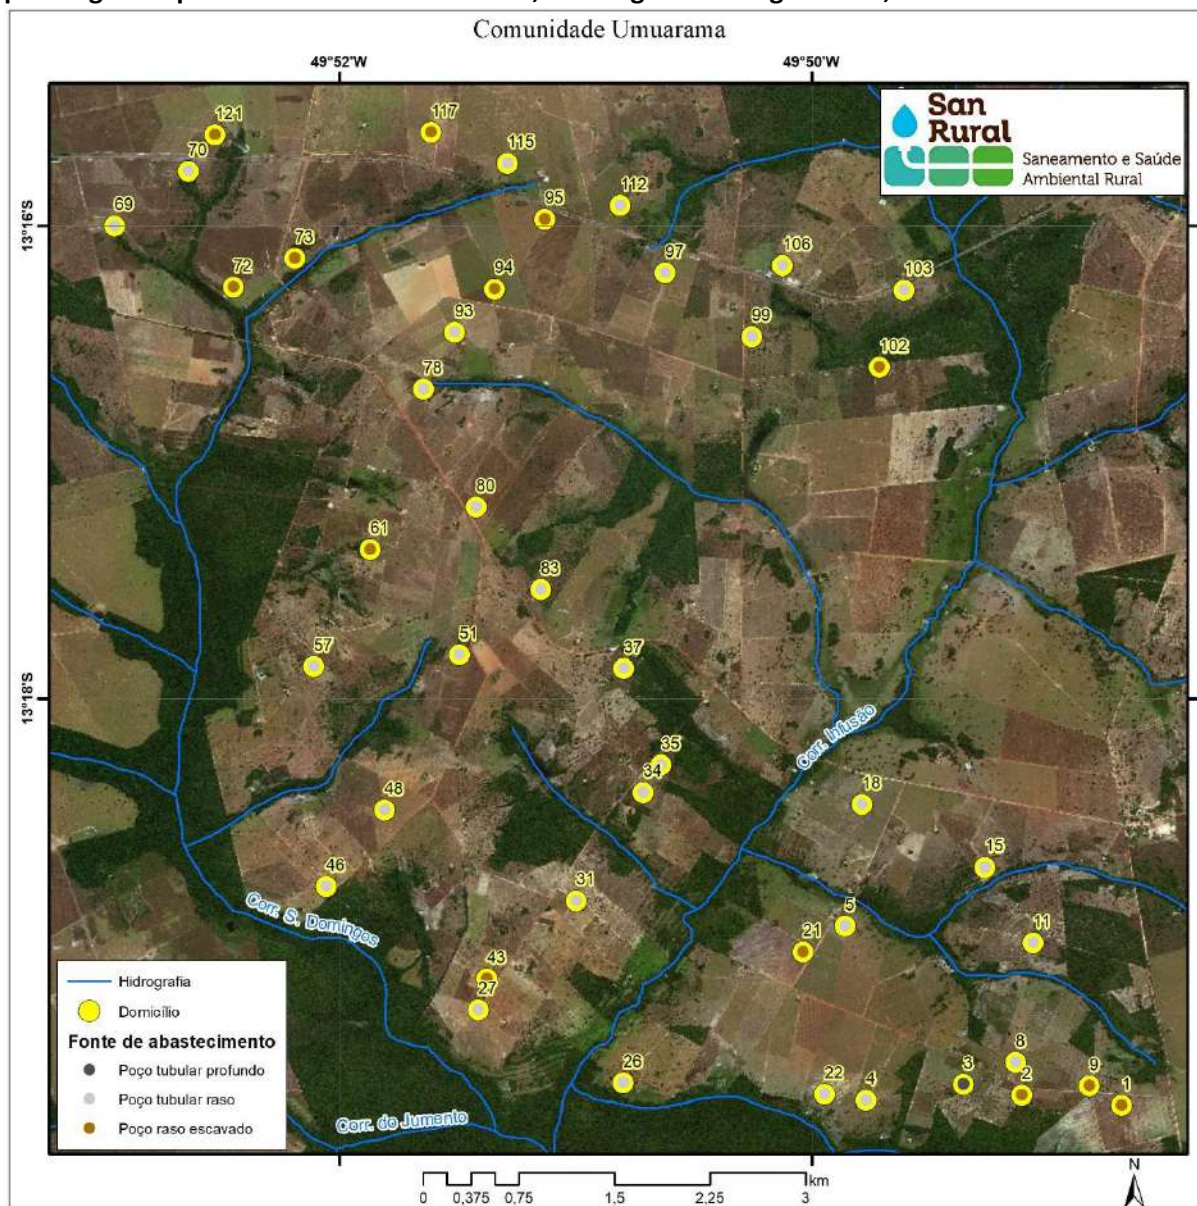 Comunidade Umuarama
49°52'W
49°50'W
San
Rural
Saneamento e Saúde
Ambiental Rural
121
117
70
115
112
69
95
13°16'S
73
97
106
72
94
103
93
99
102
78
80
61
83
51
57
37
13°18'S
Corr. Infusão
35
34
18
48
15
46
31
Corr. S. Domingos
5
21
11
43
27
Hidrografia
Domicílio
Fonte de abastecimento
Poço tubular profundo
Poço tubular raso
Poço raso escavado
8
26
22
4
3
2
9
1
Corr. do Jumento
N
km
0 0,375 0,75 1,5 2,25 3